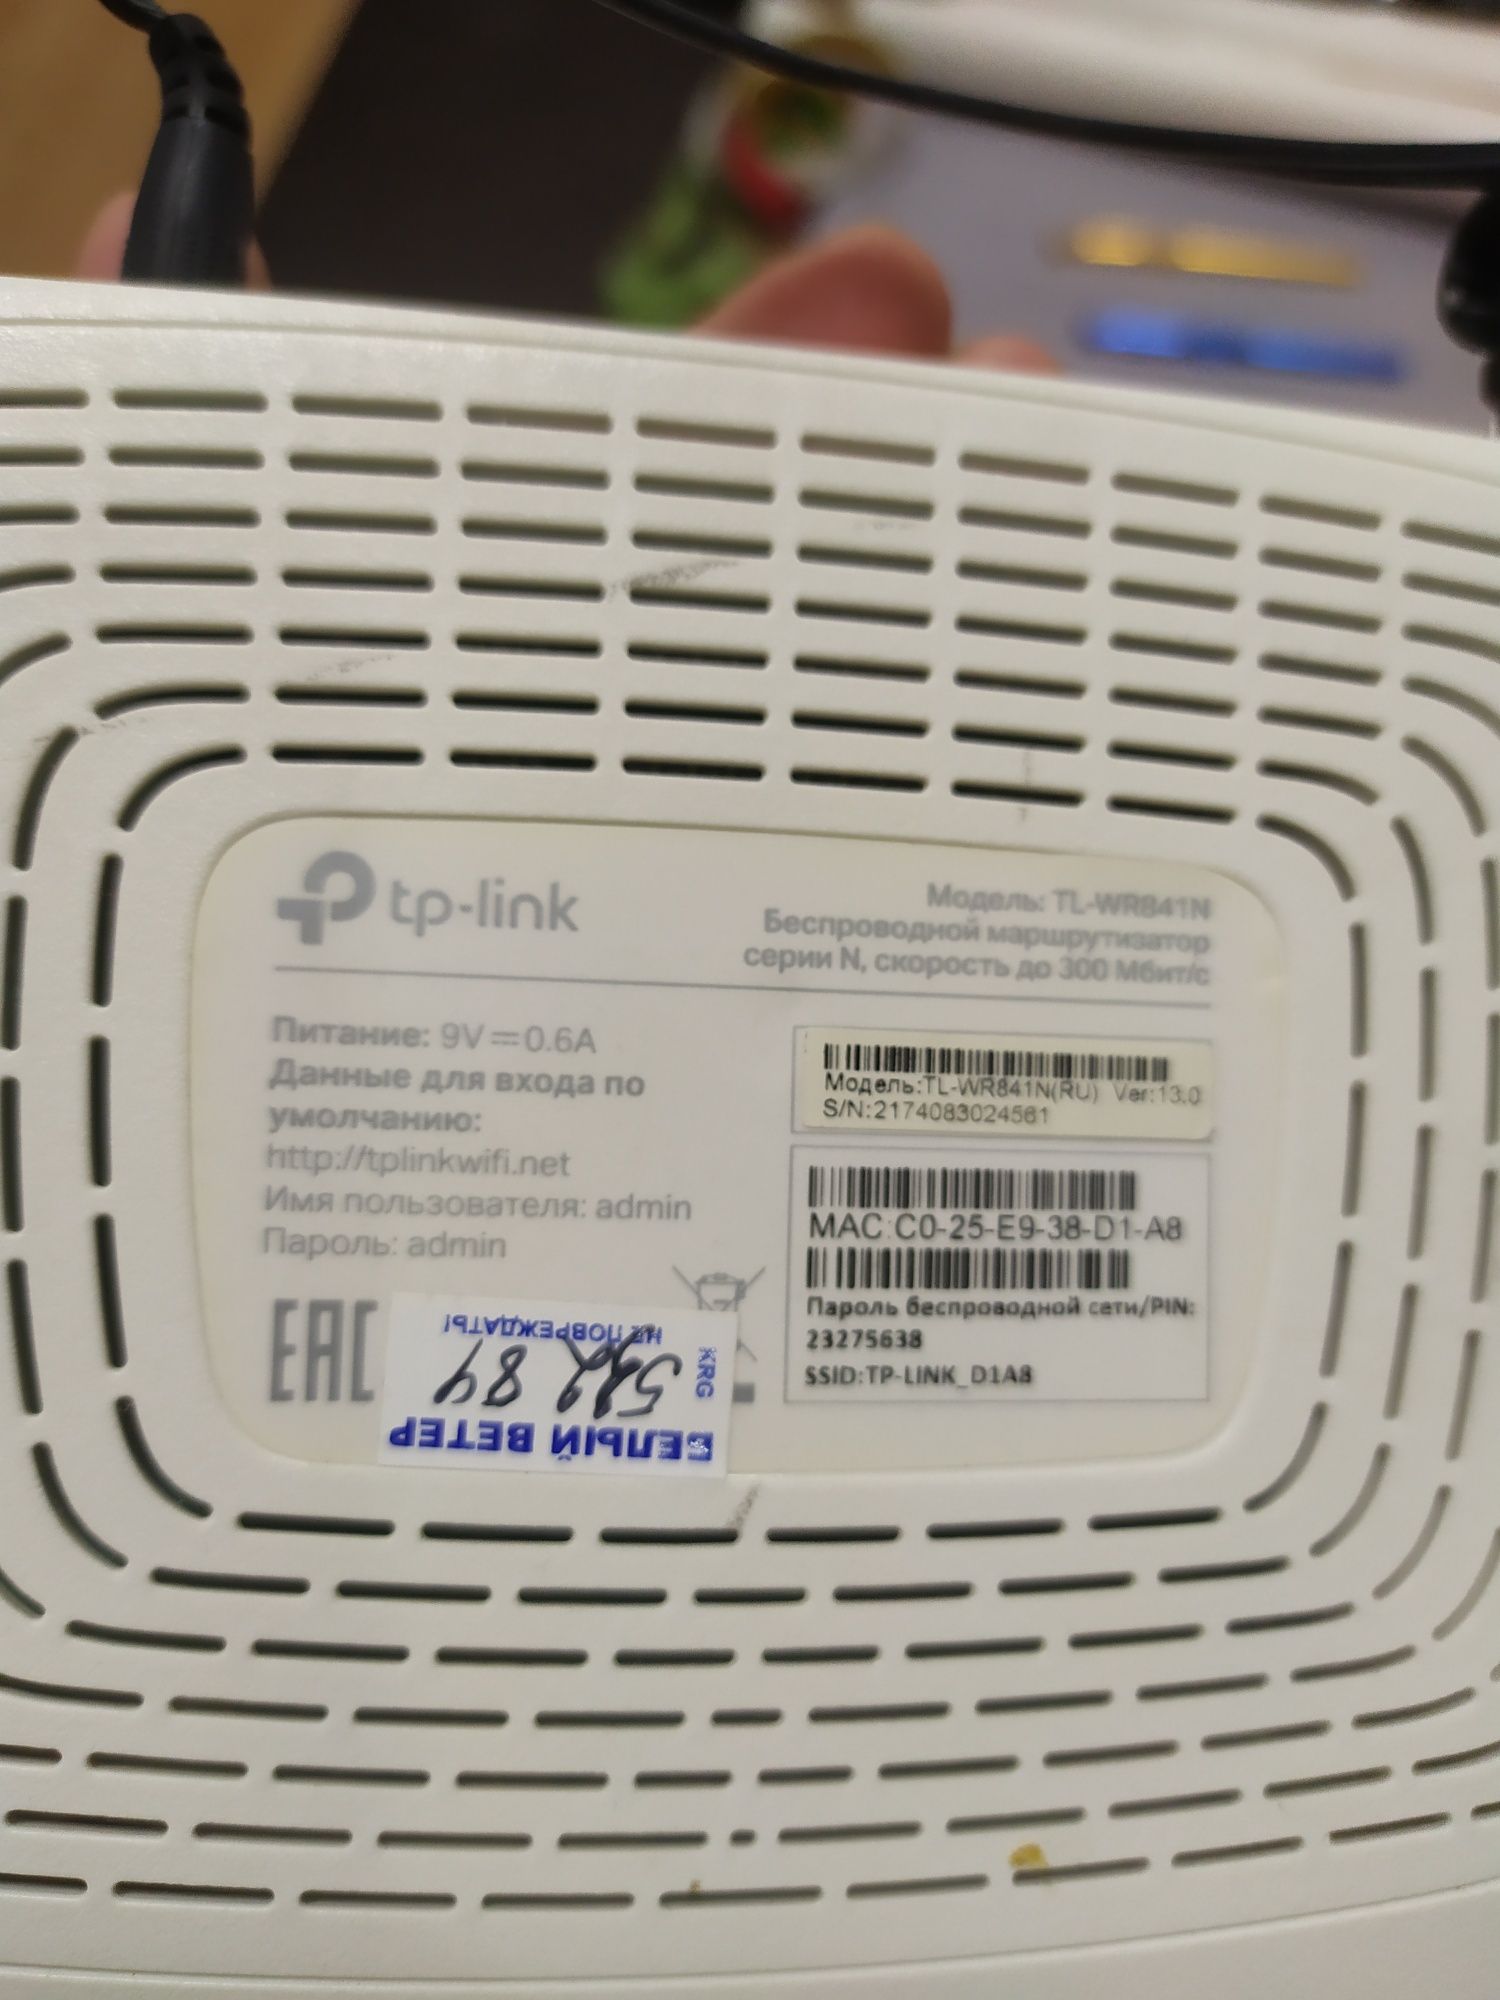 tp-link
Модель: TL-WR841N
Беспроводной маршрутизатор
серии N, скорость до 300 Мбит/с
Питание: 9V⎓0.6A
Данные для входа по
умолчанию:
http://tplinkwifi.net
Имя пользователя: admin
Пароль: admin
Модель:TL-WR841N(RU) Ver:13.0
S/N:2174083024561
MAC:C0-25-E9-38-D1-A8
Пароль беспроводной сети/PIN:
23275638
SSID:TP-LINK_D1A8
EAC
БЕЛЫЙ ВЕТЕР
KRG
НЕ ПОВРЕЖДАТЬ!